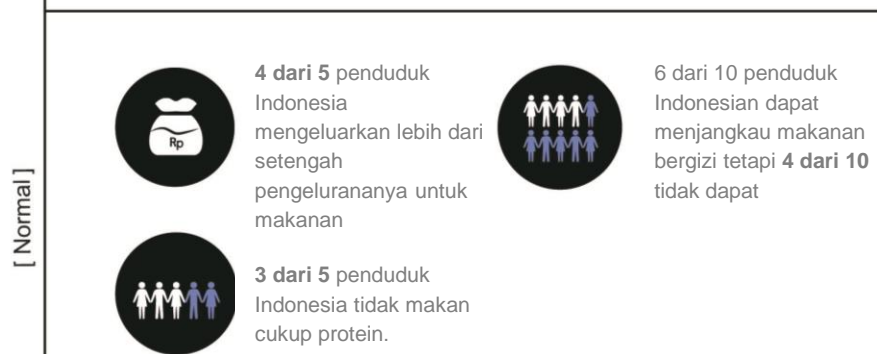 [ Normal ]
Rp
4 dari 5 penduduk
Indonesia
mengeluarkan lebih dari
setengah
pengelurananya untuk
makanan
3 dari 5 penduduk
Indonesia tidak makan
cukup protein.
6 dari 10 penduduk
Indonesian dapat
menjangkau makanan
bergizi tetapi 4 dari 10
tidak dapat